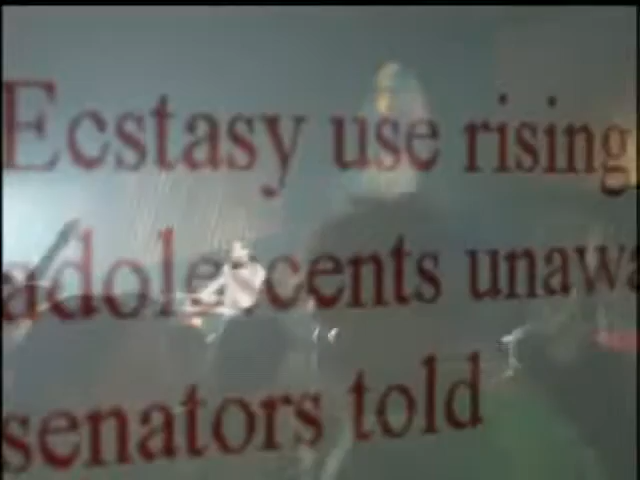 Ecstasy use rising
adolescents unawa
senators told